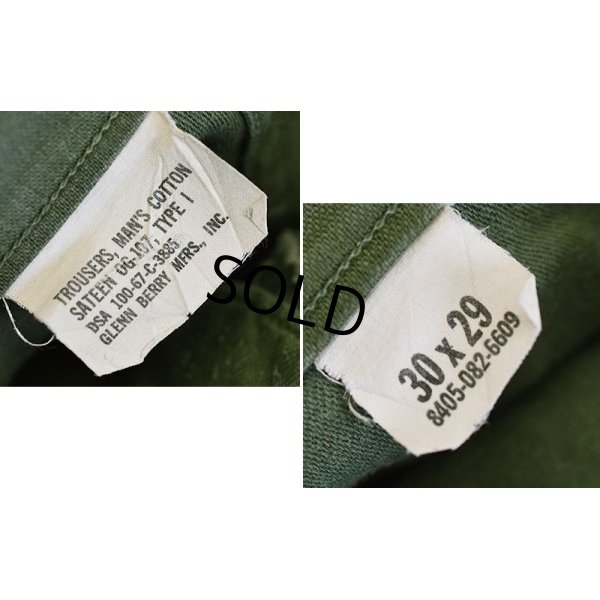 TROUSERS, MAN'S COTTON
SATEEN OG-107, TYPE I
DSA 100-67-C-3885
GLENN BERRY MFRS., INC.
SOLD
30 x 29
8405-082-6609